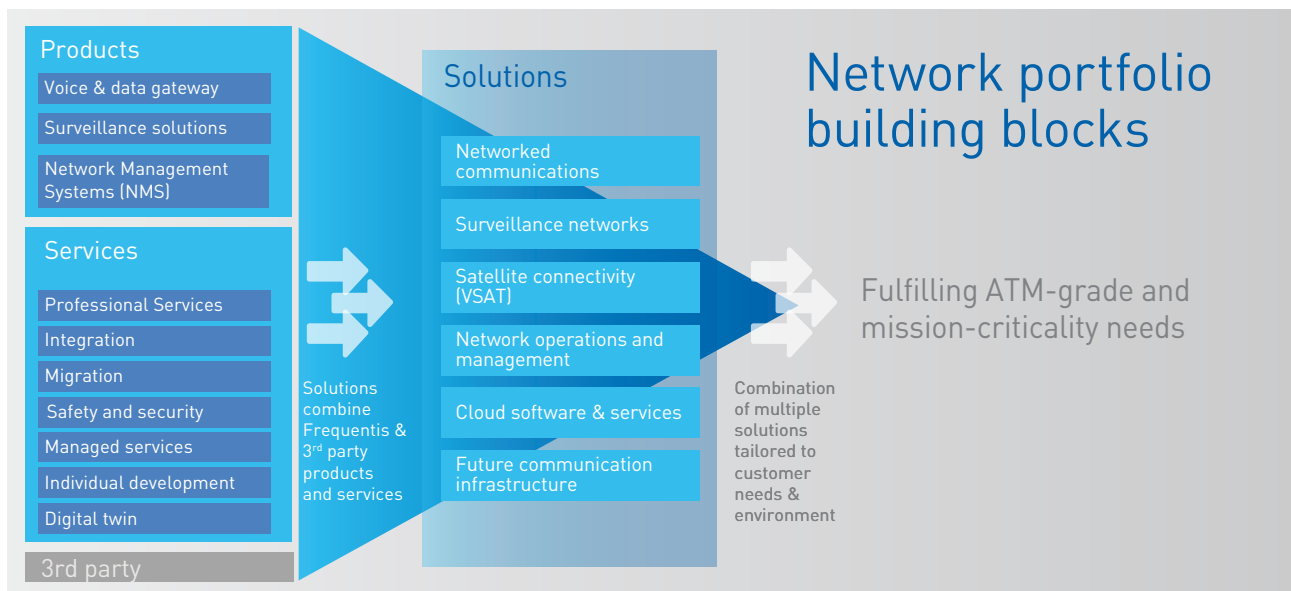 Products
Voice & data gateway
Surveillance solutions
Network Management
Systems (NMS)
Services
Professional Services
Integration
Migration
Safety and security
Managed services
Individual development
Digital twin
3rd party
Solutions
combine
Frequentis &
3rd party
products
and services
Solutions
Networked
communications
Surveillance networks
Satellite connectivity
(VSAT)
Network operations and
management
Cloud software & services
Future communication
infrastructure
Combination
of multiple
solutions
tailored to
customer
needs &
environment
Network portfolio
building blocks
Fulfilling ATM-grade and
mission-criticality needs